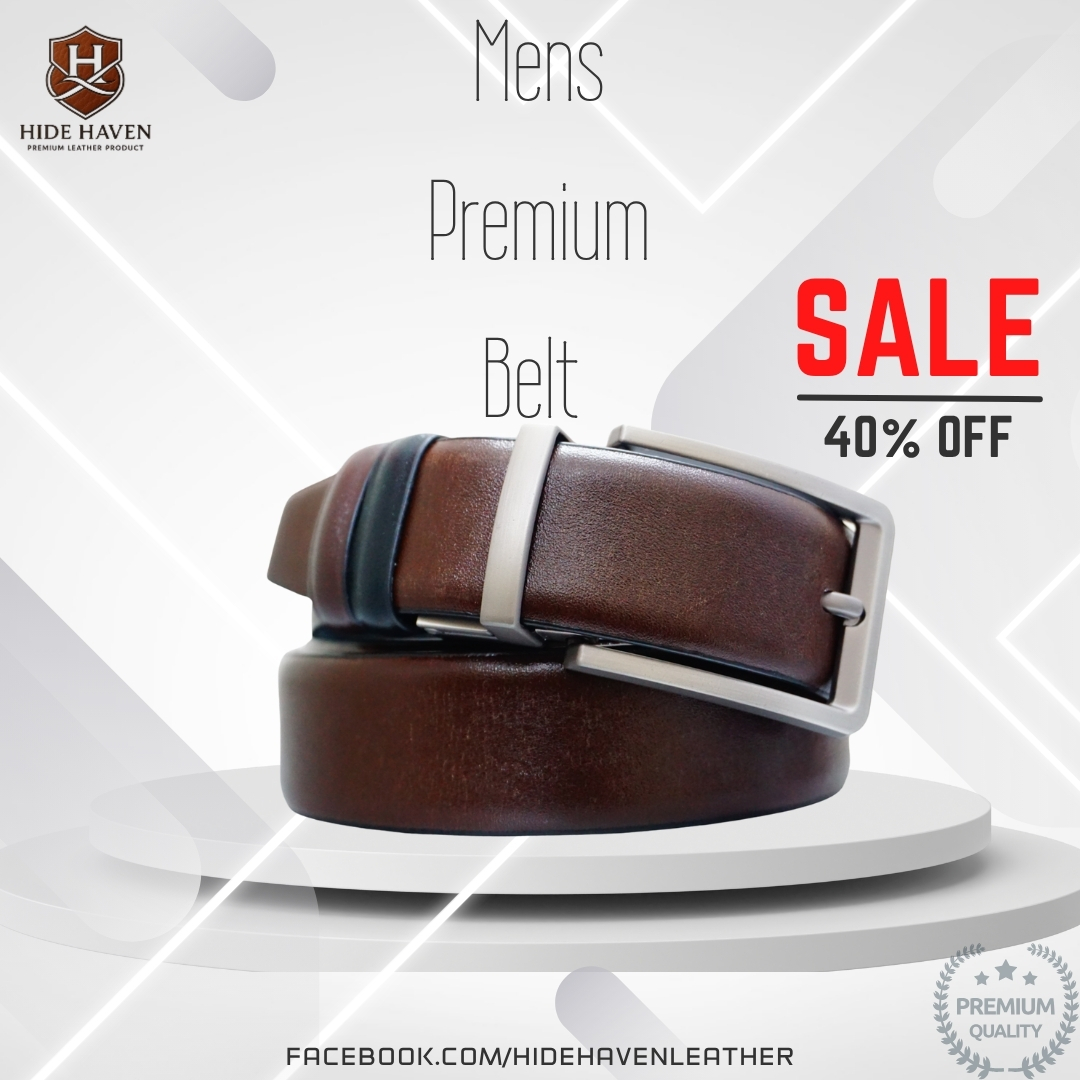 HIDE HAVEN
PREMIUM LEATHER PRODUCT
Mens
Premium
Belt
SALE
40% OFF
PREMIUM
QUALITY
FACEBOOK.COM/HIDEHAVENLEATHER